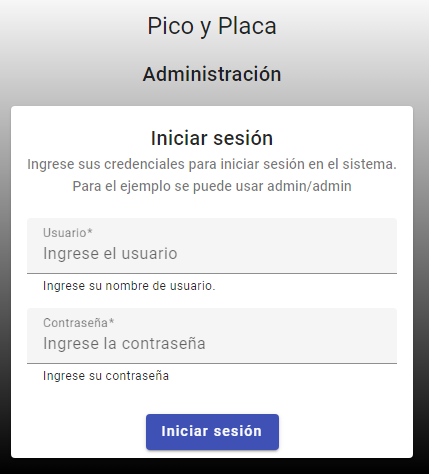 Pico y Placa
Administración
Iniciar sesión
Ingrese sus credenciales para iniciar sesión en el sistema.
Para el ejemplo se puede usar admin/admin
Usuario*
Ingrese el usuario
Ingrese su nombre de usuario.
Contraseña*
Ingrese la contraseña
Ingrese su contraseña
Iniciar sesión